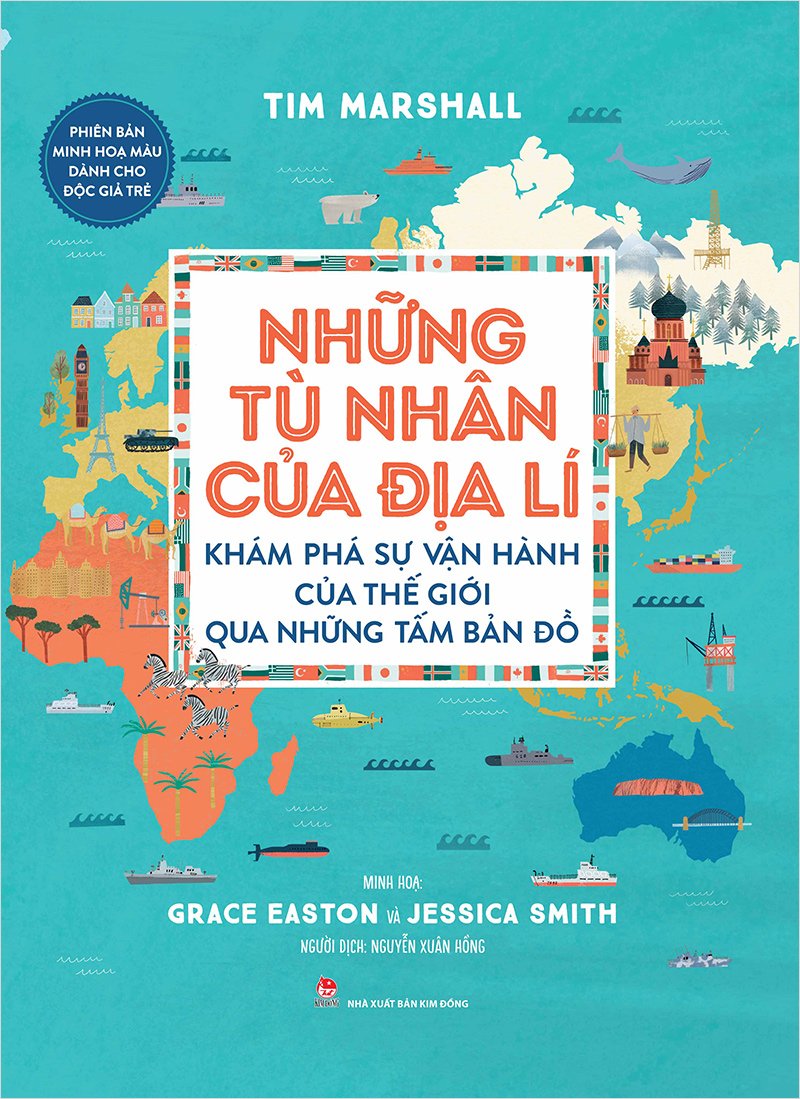 TIM MARSHALL
PHIÊN BẢN
MINH HOẠ MÀU
DÀNH CHO
ĐỘC GIẢ TRẺ
NHỮNG
TÙ NHÂN
CỦA ĐỊA LÍ
KHÁM PHÁ SỰ VẬN HÀNH
CỦA THẾ GIỚI
QUA NHỮNG TẤM BẢN ĐỒ
MINH HOẠ:
GRACE EASTON VÀ JESSICA SMITH
NGƯỜI DỊCH: NGUYỄN XUÂN HỒNG
KIM ĐỒNG
NHÀ XUẤT BẢN KIM ĐỒNG